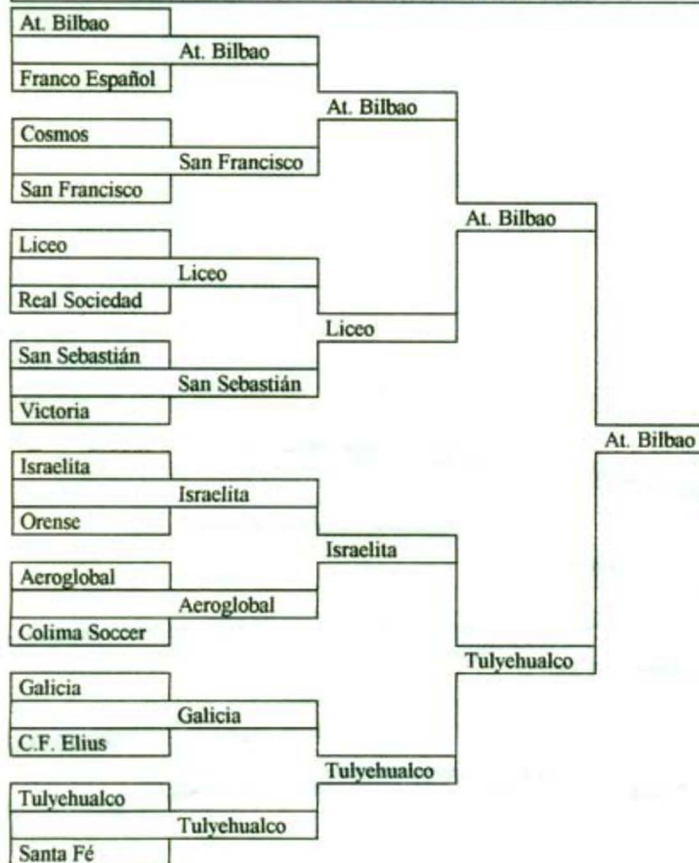 At. Bilbao
At. Bilbao
Franco Español
At. Bilbao
Cosmos
San Francisco
San Francisco
At. Bilbao
Liceo
Liceo
Real Sociedad
Liceo
San Sebastián
San Sebastián
Victoria
At. Bilbao
Israelita
Israelita
Orense
Israelita
Aeroglobal
Aeroglobal
Colima Soccer
Tulyehualco
Galicia
Galicia
C.F. Elius
Tulyehualco
Tulyehualco
Tulyehualco
Santa Fé